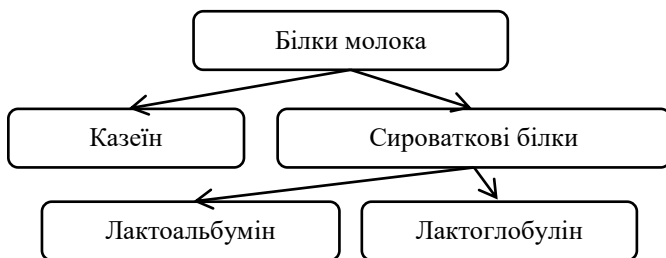 Білки молока
Казеїн
Сироваткові білки
Лактоальбумін
Лактоглобулін